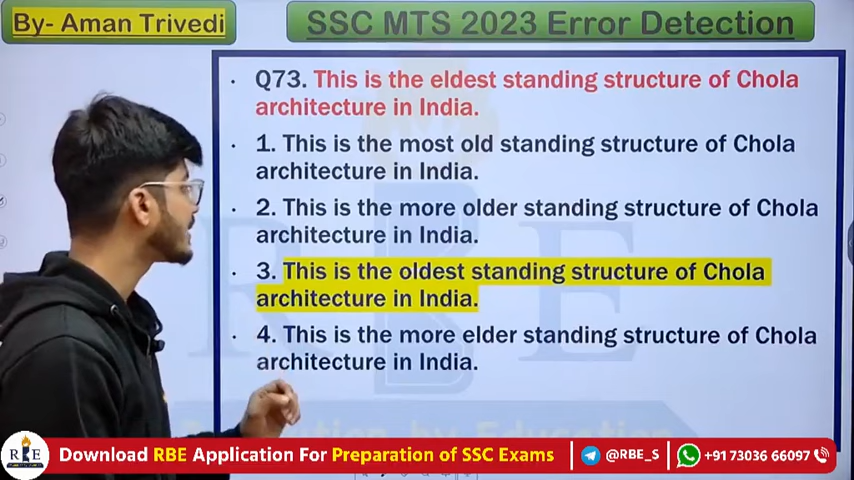 By- Aman Trivedi
SSC MTS 2023 Error Detection
Q73. This is the eldest standing structure of Chola
architecture in India.
1. This is the most old standing structure of Chola
architecture in India.
2. This is the more older standing structure of Chola
architecture in India.
3. This is the oldest standing structure of Chola
architecture in India.
4. This is the more elder standing structure of Chola
architecture in India.
RBE
by Education
RBE
Download RBE Application For Preparation of SSC Exams
@RBE_S
+91 73036 66097